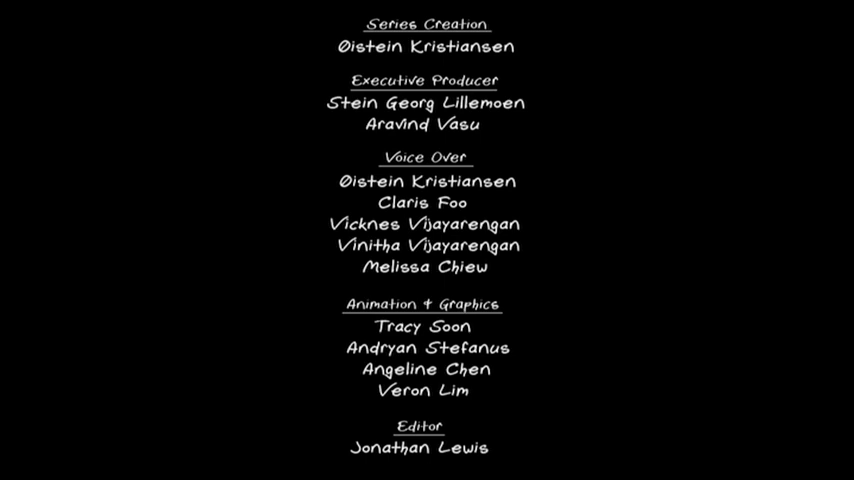 Series Creation
Øistein Kristiansen
Executive Producer
Stein Georg Lillemoen
Aravind Vasu
Voice Over
Øistein Kristiansen
Claris Foo
Vicknes Vijayarengan
Vinitha Vijayarengan
Melissa Chiew
Animation & Graphics
Tracy Soon
Andryan Stefanus
Angeline Chen
Veron Lim
Editor
Jonathan Lewis